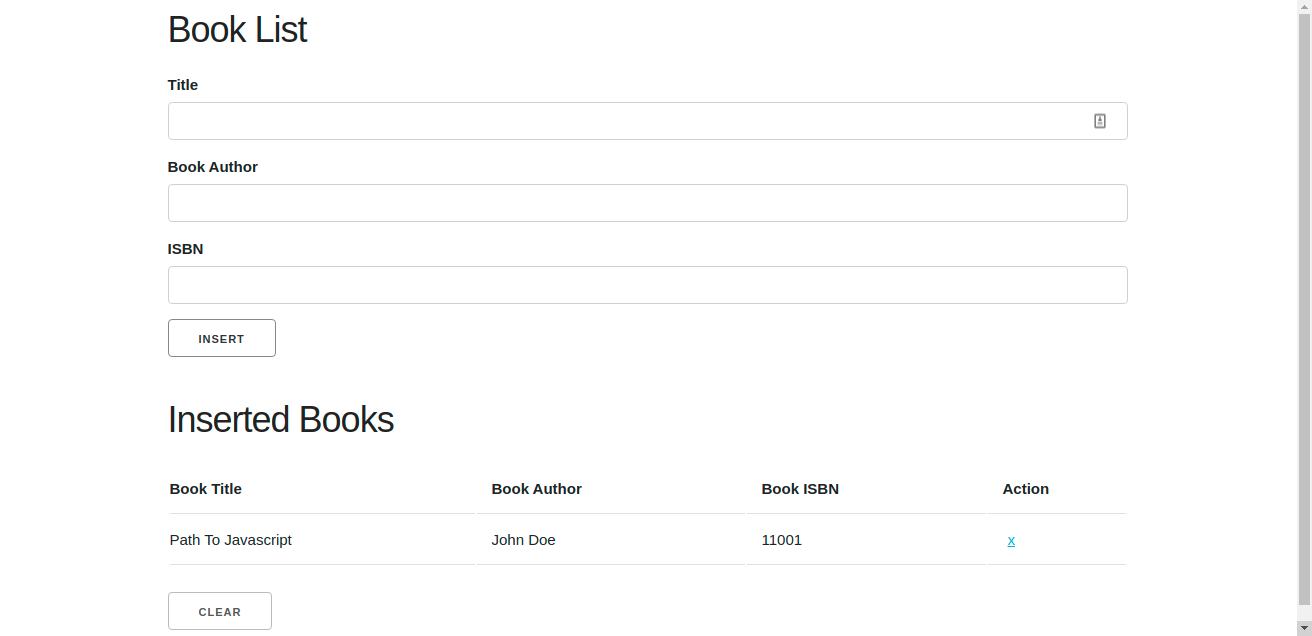 Book List
Title
Book Author
ISBN
INSERT
Inserted Books
Book Title Book Author Book ISBN Action
Path To Javascript John Doe 11001 x
CLEAR